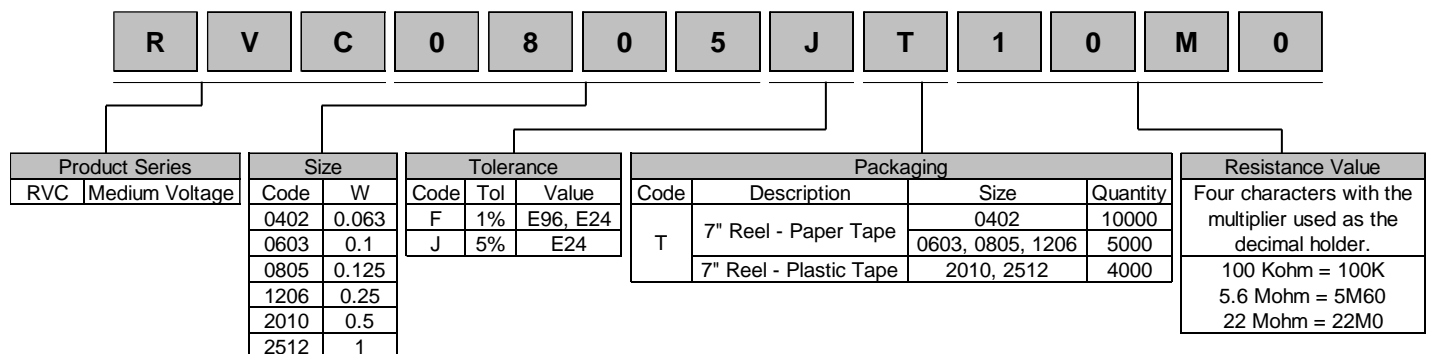 R V C 0 8 0 5 J T 1 0 M 0
Product Series
RVC Medium Voltage
Size
Code W
0402 0.063
0603 0.1
0805 0.125
1206 0.25
2010 0.5
2512 1
Tolerance
Code Tol Value
F 1% E96, E24
J 5% E24
Packaging
Code Description Size Quantity
T 7" Reel - Paper Tape 0402 10000
0603, 0805, 1206 5000
7" Reel - Plastic Tape 2010, 2512 4000
Resistance Value
Four characters with the
multiplier used as the
decimal holder.
100 Kohm = 100K
5.6 Mohm = 5M60
22 Mohm = 22M0